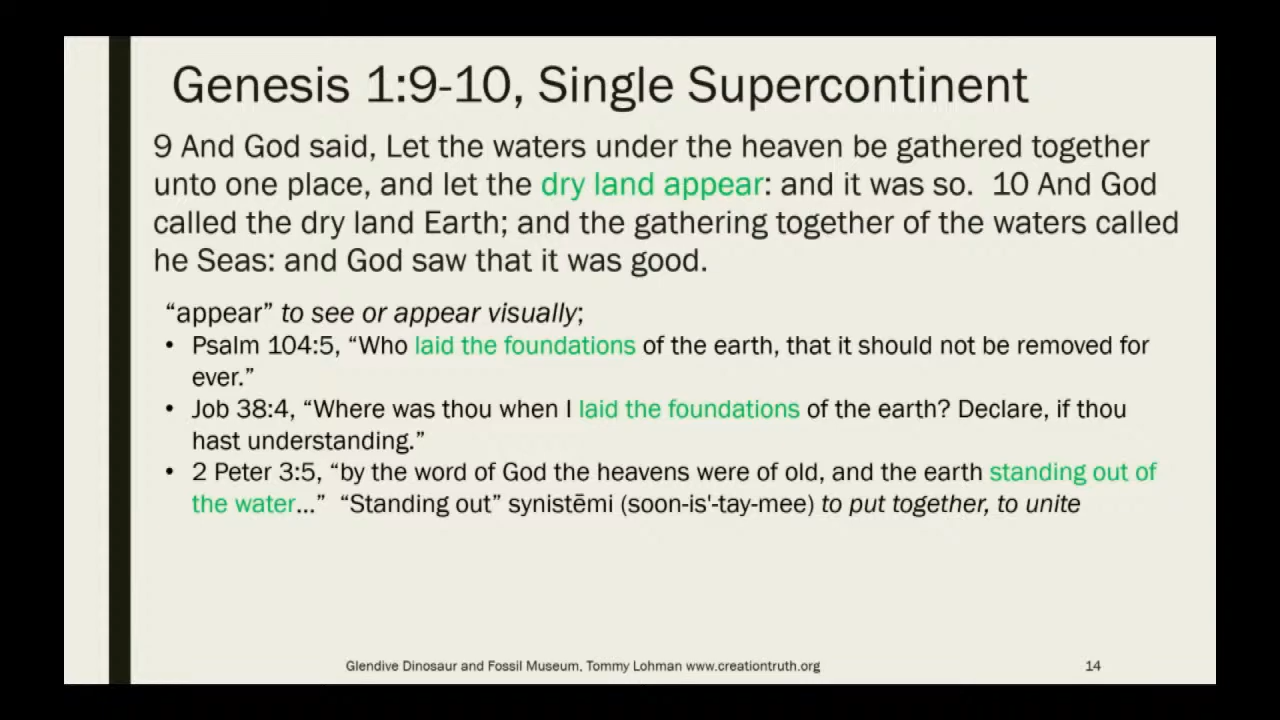 Genesis 1:9-10, Single Supercontinent
9 And God said, Let the waters under the heaven be gathered together
unto one place, and let the dry land appear: and it was so.  10 And God
called the dry land Earth; and the gathering together of the waters called
he Seas: and God saw that it was good.
“appear” to see or appear visually;
• Psalm 104:5, “Who laid the foundations of the earth, that it should not be removed for
ever.”
• Job 38:4, “Where was thou when I laid the foundations of the earth? Declare, if thou
hast understanding.”
• 2 Peter 3:5, “by the word of God the heavens were of old, and the earth standing out of
the water…”  “Standing out” synistēmi (soon-is'-tay-mee) to put together, to unite
Glendive Dinosaur and Fossil Museum, Tommy Lohman www.creationtruth.org 14